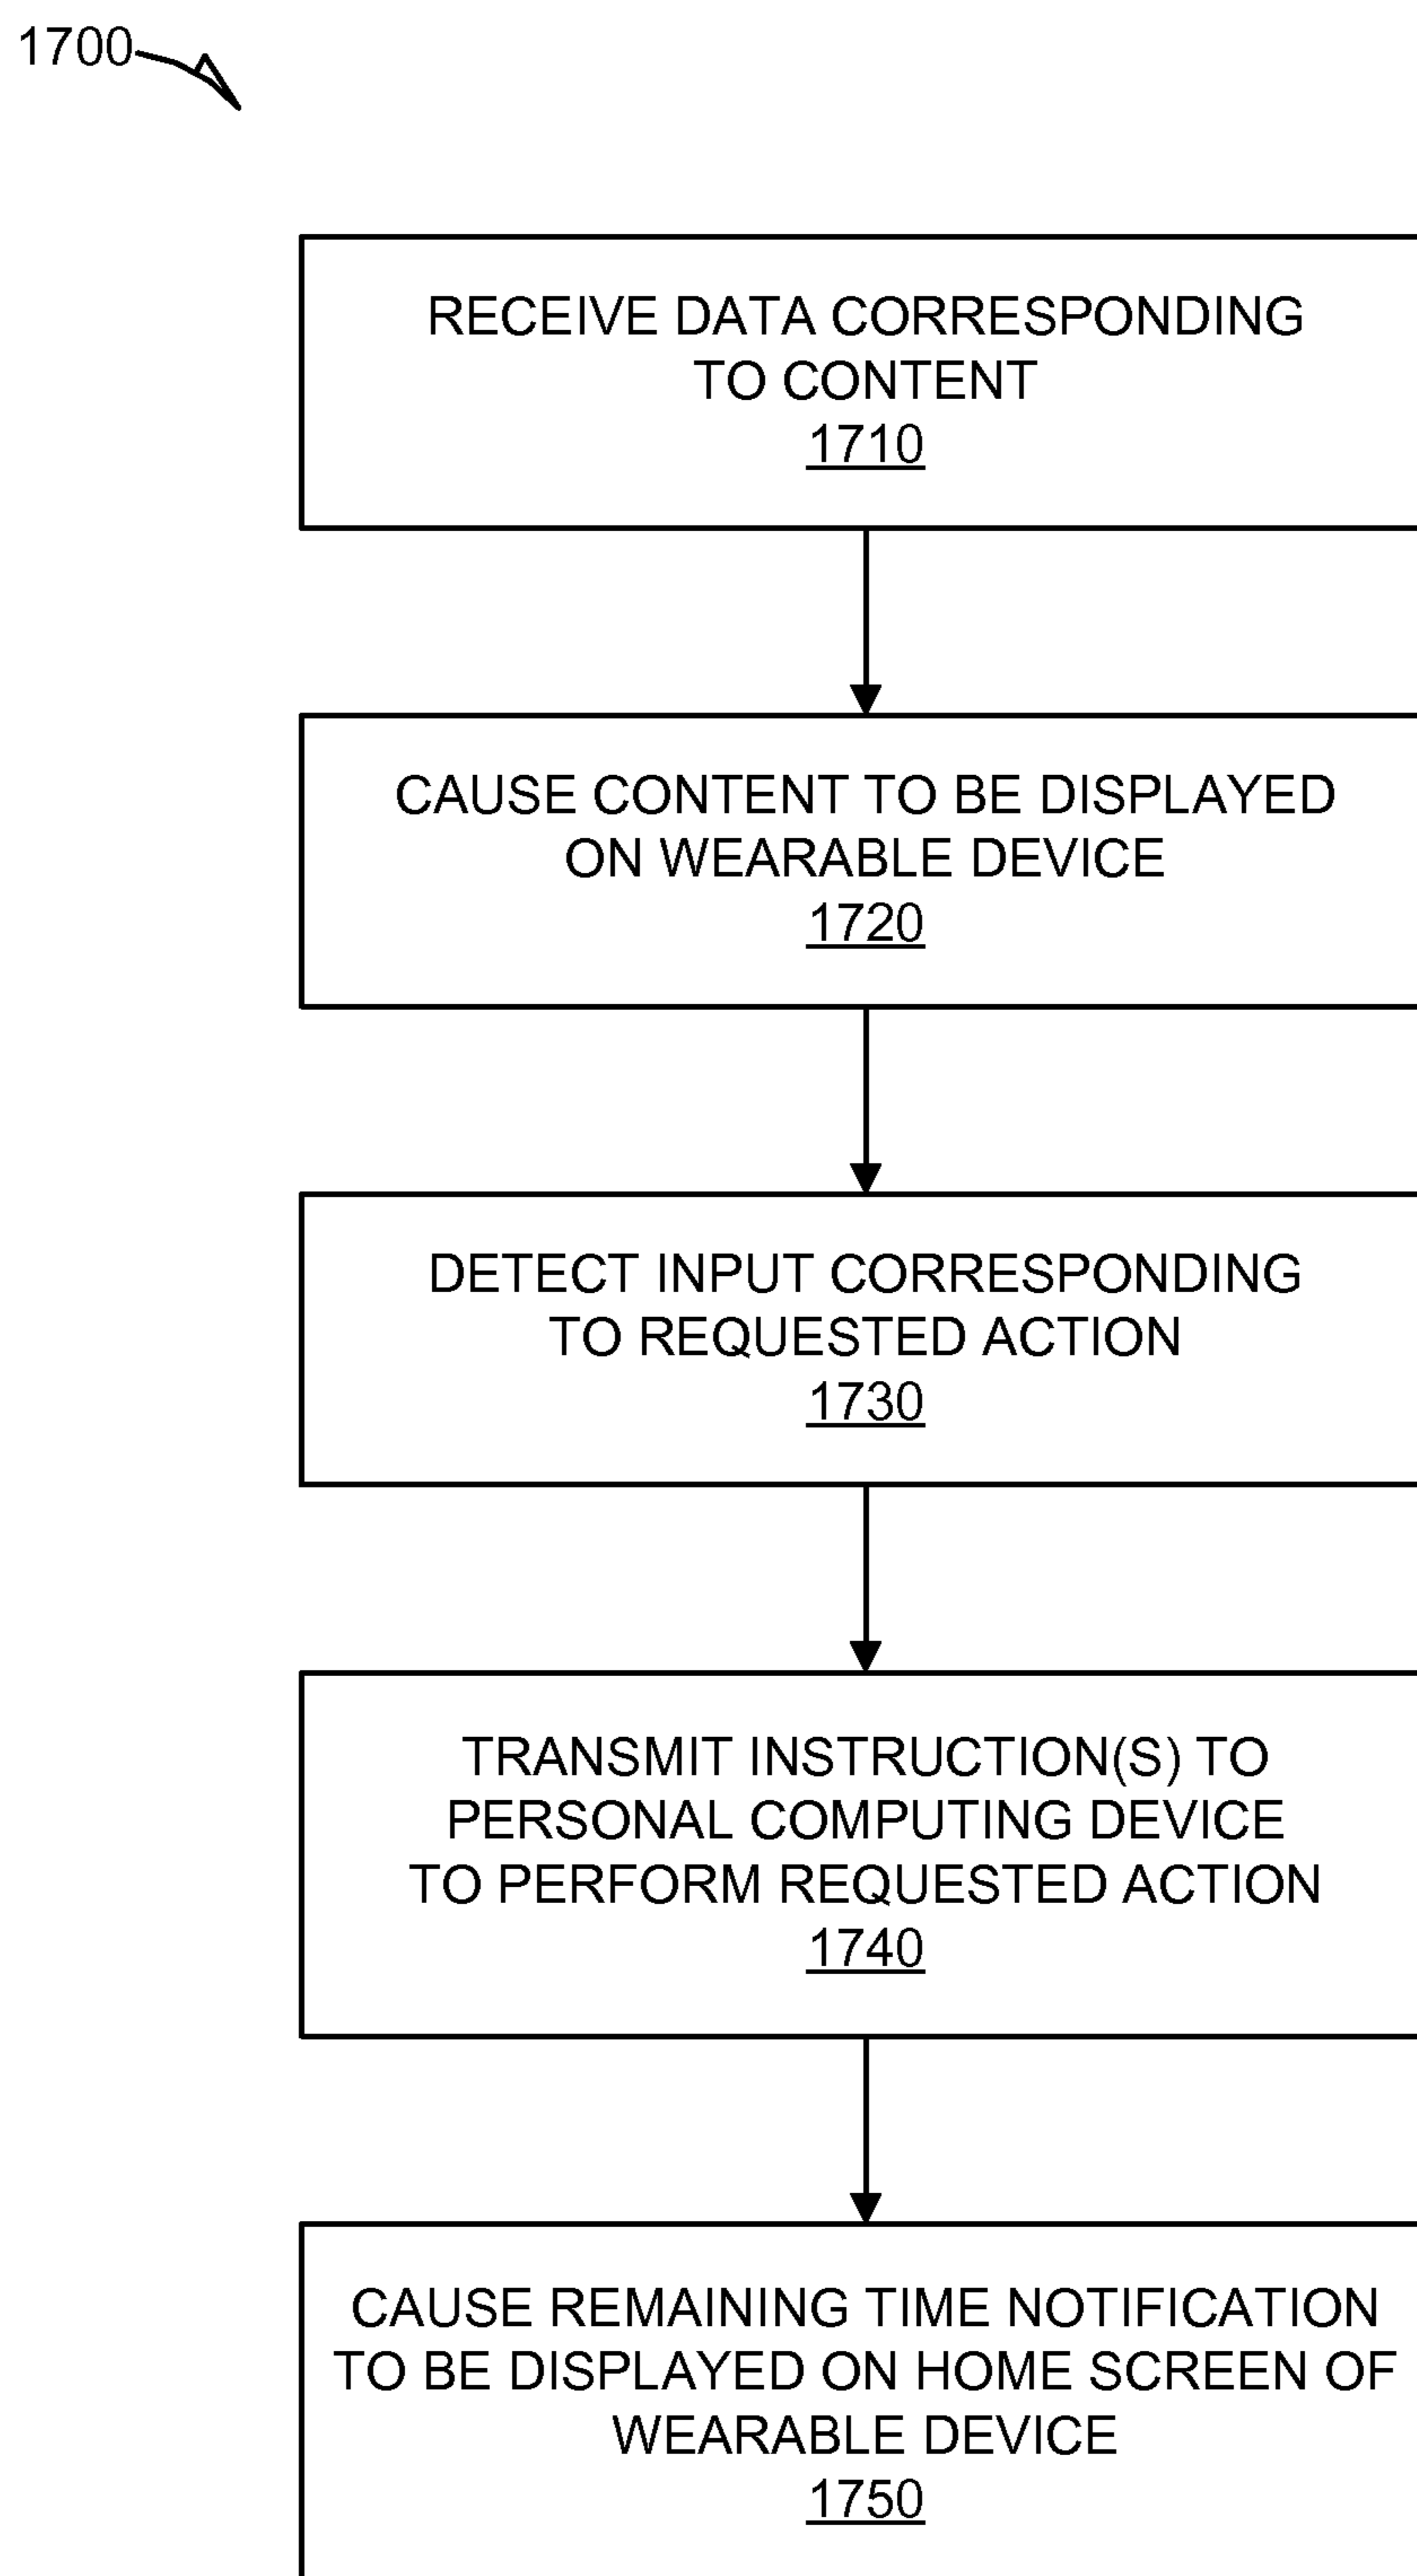 1700
RECEIVE DATA CORRESPONDING
TO CONTENT
1710
CAUSE CONTENT TO BE DISPLAYED
ON WEARABLE DEVICE
1720
DETECT INPUT CORRESPONDING
TO REQUESTED ACTION
1730
TRANSMIT INSTRUCTION(S) TO
PERSONAL COMPUTING DEVICE
TO PERFORM REQUESTED ACTION
1740
CAUSE REMAINING TIME NOTIFICATION
TO BE DISPLAYED ON HOME SCREEN OF
WEARABLE DEVICE
1750